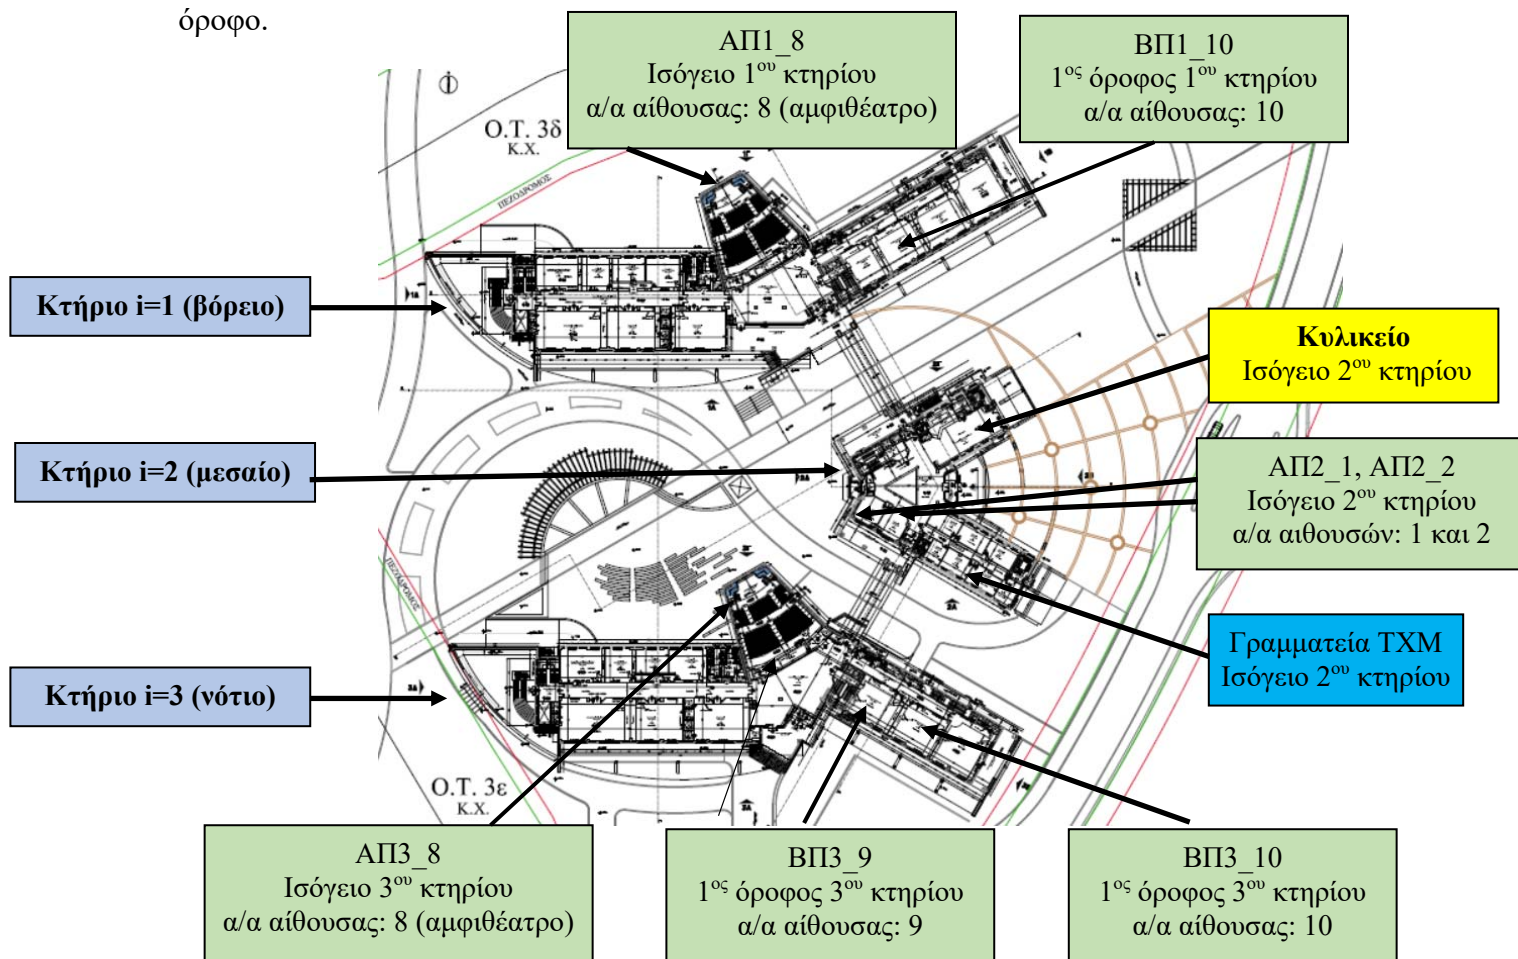 όροφο.
ΑΠ1_8
Ισόγειο 1ου κτηρίου
α/α αίθουσας: 8 (αμφιθέατρο)
ΒΠ1_10
1ος όροφος 1ου κτηρίου
α/α αίθουσας: 10
Ο.Τ. 3δ
Κ.Χ.
ΠΕΖΟΔΡΟΜΟΣ
Κτήριο i=1 (βόρειο)
Κυλικείο
Ισόγειο 2ου κτηρίου
Κτήριο i=2 (μεσαίο)
ΑΠ2_1, ΑΠ2_2
Ισόγειο 2ου κτηρίου
α/α αιθουσών: 1 και 2
ΠΕΖΟΔΡΟΜΟΣ
Γραμματεία ΤΧΜ
Ισόγειο 2ου κτηρίου
Κτήριο i=3 (νότιο)
Ο.Τ. 3ε
Κ.Χ.
ΑΠ3_8
Ισόγειο 3ου κτηρίου
α/α αίθουσας: 8 (αμφιθέατρο)
ΒΠ3_9
1ος όροφος 3ου κτηρίου
α/α αίθουσας: 9
ΒΠ3_10
1ος όροφος 3ου κτηρίου
α/α αίθουσας: 10